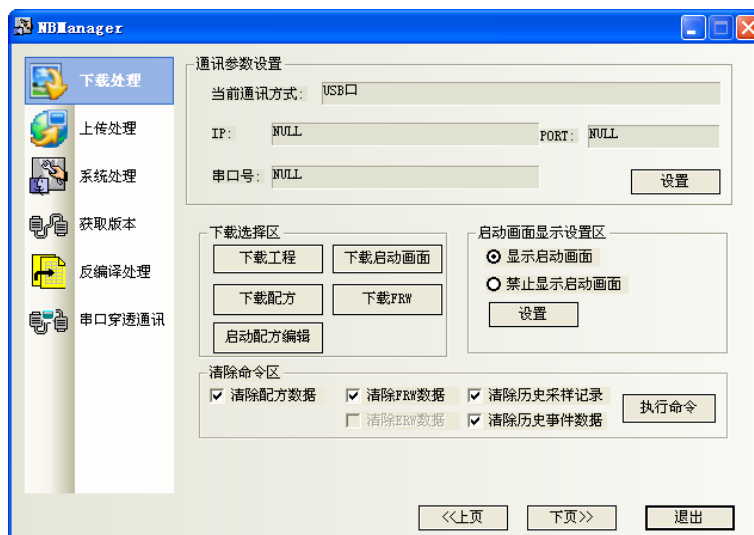 NBManager
下载处理
上传处理
系统处理
获取版本
反编译处理
串口穿透通讯
通讯参数设置
当前通讯方式: USB口
IP: NULL PORT: NULL
串口号: NULL 设置
下载选择区
下载工程 下载启动画面
下载配方 下载FRW
启动配方编辑
启动画面显示设置区
显示启动画面
禁止显示启动画面
设置
清除命令区
清除配方数据 清除FRW数据 清除历史采样记录
清除ERW数据 清除历史事件数据
执行命令
<<上页 下页>> 退出